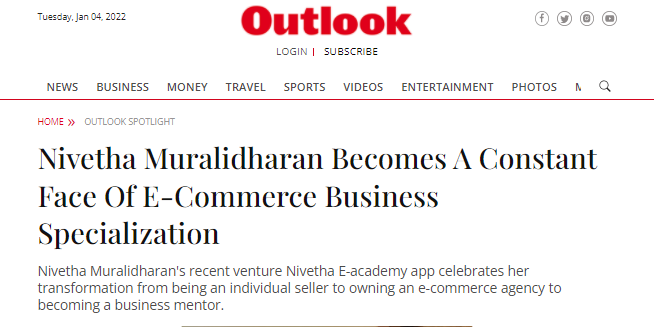 Tuesday, Jan 04, 2022
Outlook
LOGIN | SUBSCRIBE
NEWS BUSINESS MONEY TRAVEL SPORTS VIDEOS ENTERTAINMENT PHOTOS
HOME » OUTLOOK SPOTLIGHT
Nivetha Muralidharan Becomes A Constant
Face Of E-Commerce Business
Specialization
Nivetha Muralidharan's recent venture Nivetha E-academy app celebrates her
transformation from being an individual seller to owning an e-commerce agency to
becoming a business mentor.